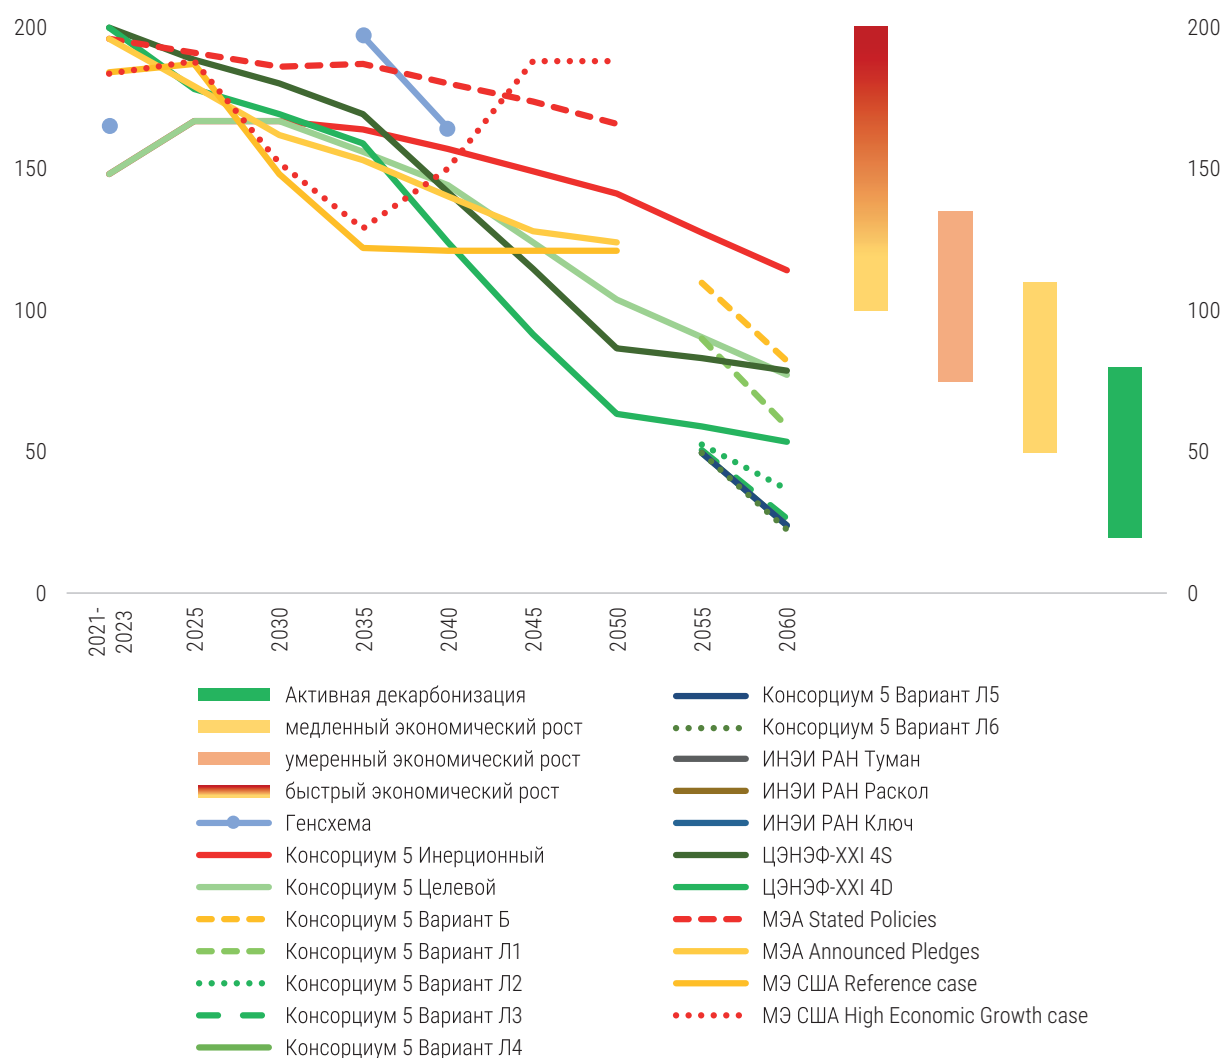 200
200
150
150
100
100
50
50
0
0
2021-
2023
2025
2030
2035
2040
2045
2050
2055
2060
Активная декарбонизация
медленный экономический рост
умеренный экономический рост
быстрый экономический рост
Генсхема
Консорциум 5 Инерционный
Консорциум 5 Целевой
Консорциум 5 Вариант Б
Консорциум 5 Вариант Л1
Консорциум 5 Вариант Л2
Консорциум 5 Вариант Л3
Консорциум 5 Вариант Л4
Консорциум 5 Вариант Л5
Консорциум 5 Вариант Л6
ИНЭИ РАН Туман
ИНЭИ РАН Раскол
ИНЭИ РАН Ключ
ЦЭНЭФ-XXI 4S
ЦЭНЭФ-XXI 4D
МЭА Stated Policies
МЭА Announced Pledges
МЭ США Reference case
МЭ США High Economic Growth case